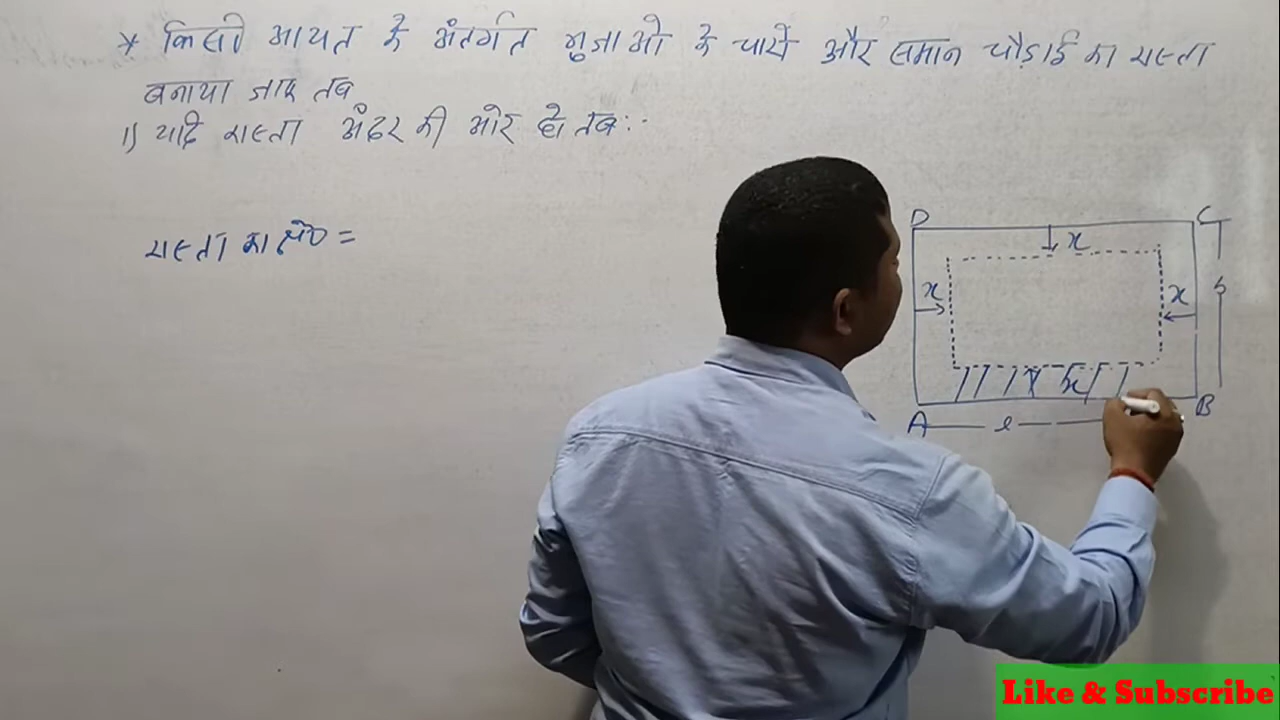 * किसी आयत के अंतर्गत भुजाओ के चारो और समान चौड़ाई का रास्ता
बनाया जाए तब
1) यदि रास्ता अंदर की ओर हो तब :-
रास्ता का क्षे० =
D
C
x
x
x
b
x
A
l
B
Like & Subscribe